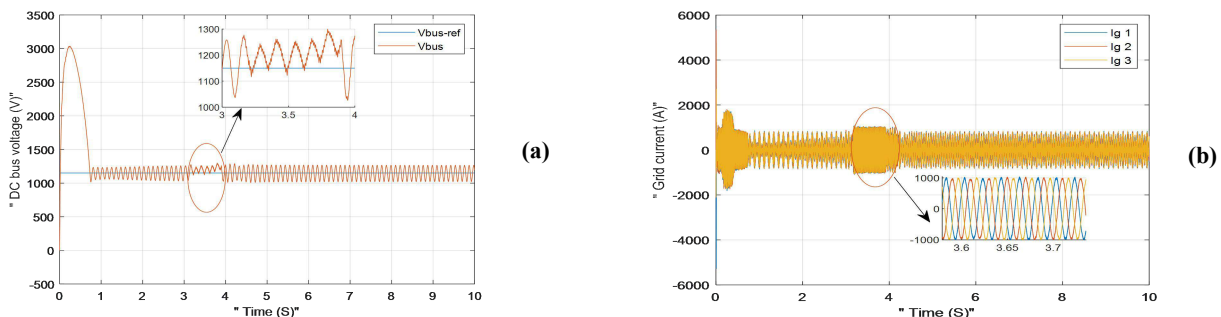 3500
3000
2500
2000
1500
1000
500
0
-500
" DC bus voltage (V)"
0 1 2 3 4 5 6 7 8 9 10
" Time (S)"
Vbus-ref
Vbus
1300
1200
1100
1000
3 3.5 4
(a)
6000
4000
2000
0
-2000
-4000
-6000
" Grid current (A)"
0 2 4 6 8 10
" Time (S)"
Ig 1
Ig 2
Ig 3
1000
0
-1000
3.6 3.65 3.7
(b)